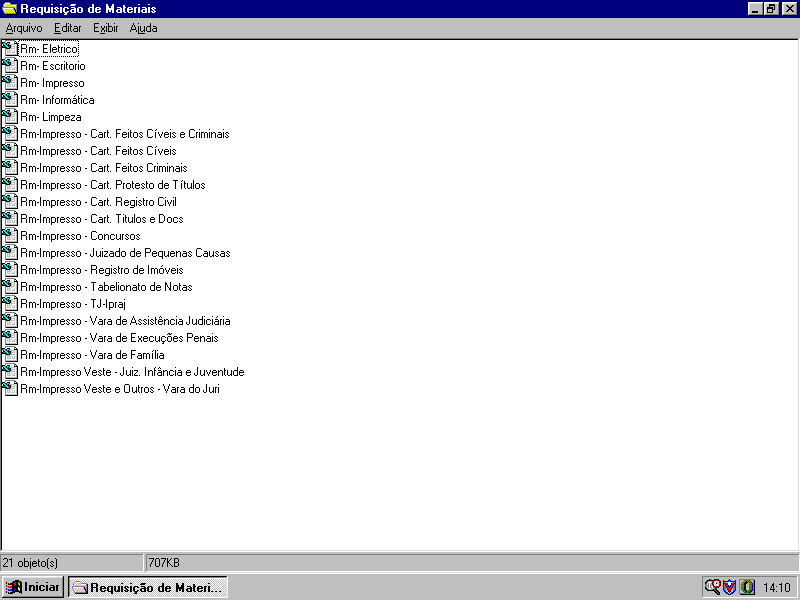 Requisição de Materiais
Arquivo Editar Exibir Ajuda
Rm- Eletrico
Rm- Escritorio
Rm- Impresso
Rm- Informática
Rm- Limpeza
Rm-Impresso - Cart. Feitos Cíveis e Criminais
Rm-Impresso - Cart. Feitos Cíveis
Rm-Impresso - Cart. Feitos Criminais
Rm-Impresso - Cart. Protesto de Títulos
Rm-Impresso - Cart. Registro Civil
Rm-Impresso - Cart. Titulos e Docs
Rm-Impresso - Concursos
Rm-Impresso - Juizado de Pequenas Causas
Rm-Impresso - Registro de Imóveis
Rm-Impresso - Tabelionato de Notas
Rm-Impresso - TJ-Ipraj
Rm-Impresso - Vara de Assistência Judiciária
Rm-Impresso - Vara de Execuções Penais
Rm-Impresso - Vara de Família
Rm-Impresso Veste - Juiz. Infância e Juventude
Rm-Impresso Veste e Outros - Vara do Juri
21 objeto(s) 707KB
Iniciar Requisição de Materi... 14:10